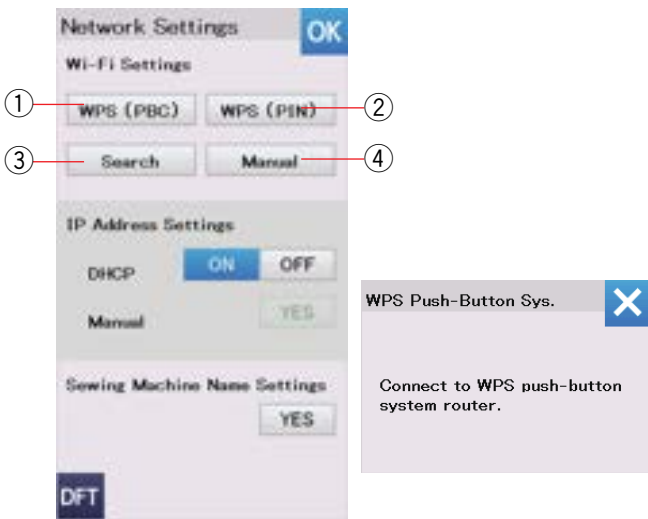 Network Settings OK
Wi-Fi Settings
① WPS (PBC) WPS (PIN) ②
③ Search Manual ④
IP Address Settings
DHCP ON OFF
Manual YES
Sewing Machine Name Settings
YES
DFT
WPS Push-Button Sys. X
Connect to WPS push-button
system router.